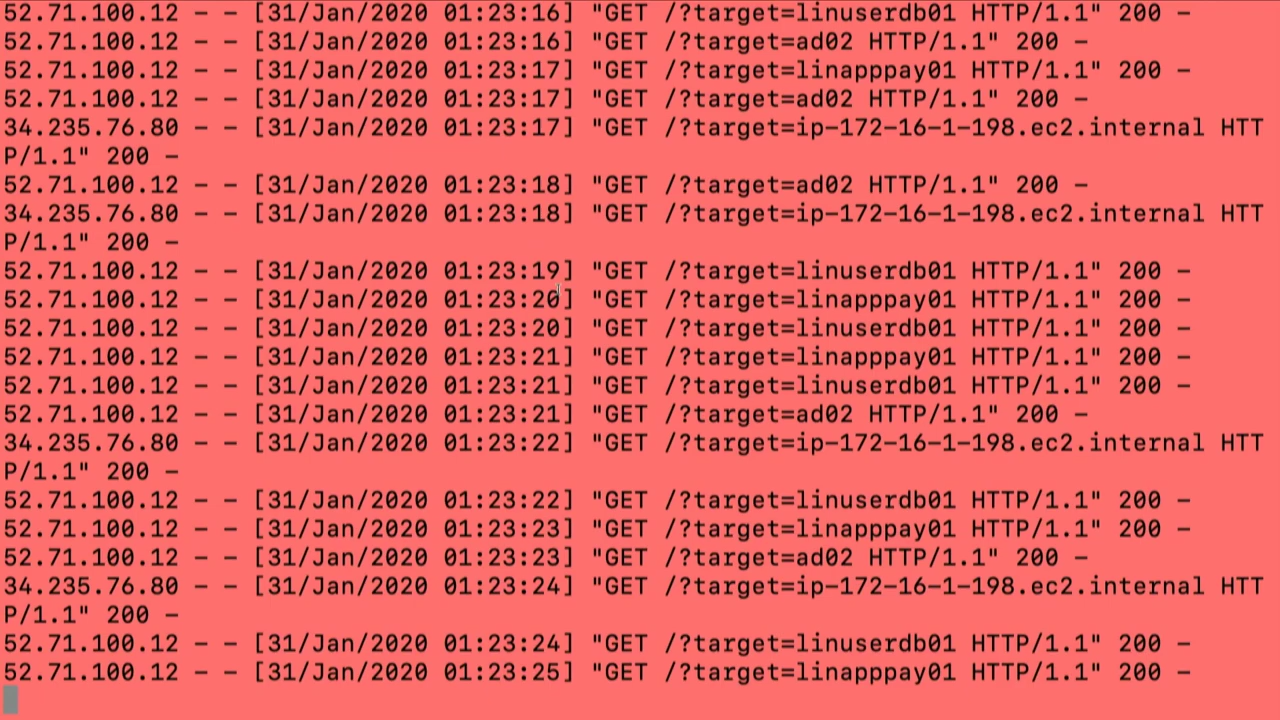 52.71.100.12 - - [31/Jan/2020 01:23:16] "GET /?target=linuserdb01 HTTP/1.1" 200 -
52.71.100.12 - - [31/Jan/2020 01:23:16] "GET /?target=ad02 HTTP/1.1" 200 -
52.71.100.12 - - [31/Jan/2020 01:23:17] "GET /?target=linapppay01 HTTP/1.1" 200 -
52.71.100.12 - - [31/Jan/2020 01:23:17] "GET /?target=ad02 HTTP/1.1" 200 -
34.235.76.80 - - [31/Jan/2020 01:23:17] "GET /?target=ip-172-16-1-198.ec2.internal HTT
P/1.1" 200 -
52.71.100.12 - - [31/Jan/2020 01:23:18] "GET /?target=ad02 HTTP/1.1" 200 -
34.235.76.80 - - [31/Jan/2020 01:23:18] "GET /?target=ip-172-16-1-198.ec2.internal HTT
P/1.1" 200 -
52.71.100.12 - - [31/Jan/2020 01:23:19] "GET /?target=linuserdb01 HTTP/1.1" 200 -
52.71.100.12 - - [31/Jan/2020 01:23:20] "GET /?target=linapppay01 HTTP/1.1" 200 -
52.71.100.12 - - [31/Jan/2020 01:23:20] "GET /?target=linuserdb01 HTTP/1.1" 200 -
52.71.100.12 - - [31/Jan/2020 01:23:21] "GET /?target=linapppay01 HTTP/1.1" 200 -
52.71.100.12 - - [31/Jan/2020 01:23:21] "GET /?target=linuserdb01 HTTP/1.1" 200 -
52.71.100.12 - - [31/Jan/2020 01:23:21] "GET /?target=ad02 HTTP/1.1" 200 -
34.235.76.80 - - [31/Jan/2020 01:23:22] "GET /?target=ip-172-16-1-198.ec2.internal HTT
P/1.1" 200 -
52.71.100.12 - - [31/Jan/2020 01:23:22] "GET /?target=linuserdb01 HTTP/1.1" 200 -
52.71.100.12 - - [31/Jan/2020 01:23:23] "GET /?target=linapppay01 HTTP/1.1" 200 -
52.71.100.12 - - [31/Jan/2020 01:23:23] "GET /?target=ad02 HTTP/1.1" 200 -
34.235.76.80 - - [31/Jan/2020 01:23:24] "GET /?target=ip-172-16-1-198.ec2.internal HTT
P/1.1" 200 -
52.71.100.12 - - [31/Jan/2020 01:23:24] "GET /?target=linuserdb01 HTTP/1.1" 200 -
52.71.100.12 - - [31/Jan/2020 01:23:25] "GET /?target=linapppay01 HTTP/1.1" 200 -